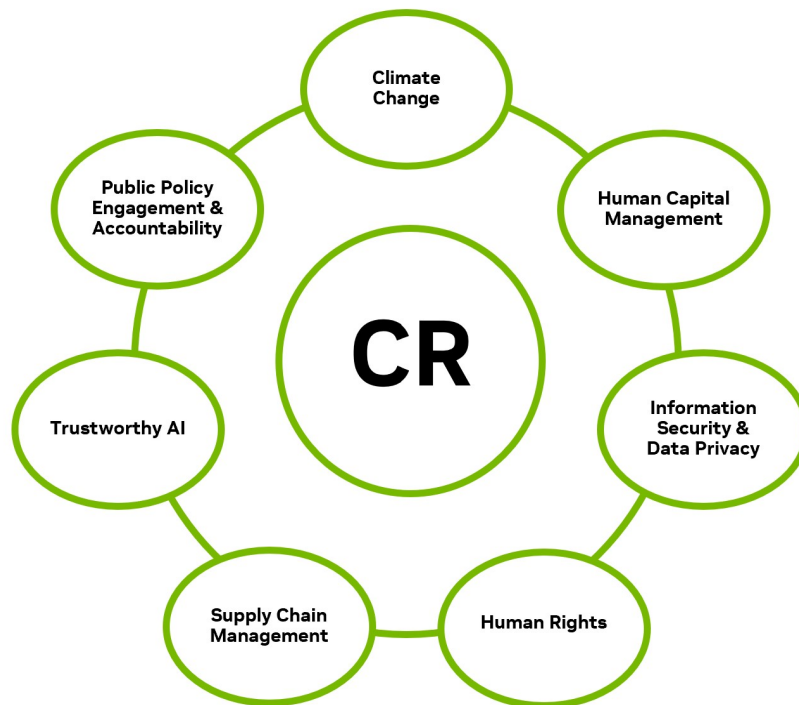 Climate
Change
Human Capital
Management
Information
Security &
Data Privacy
Human Rights
Supply Chain
Management
Trustworthy AI
Public Policy
Engagement &
Accountability
CR